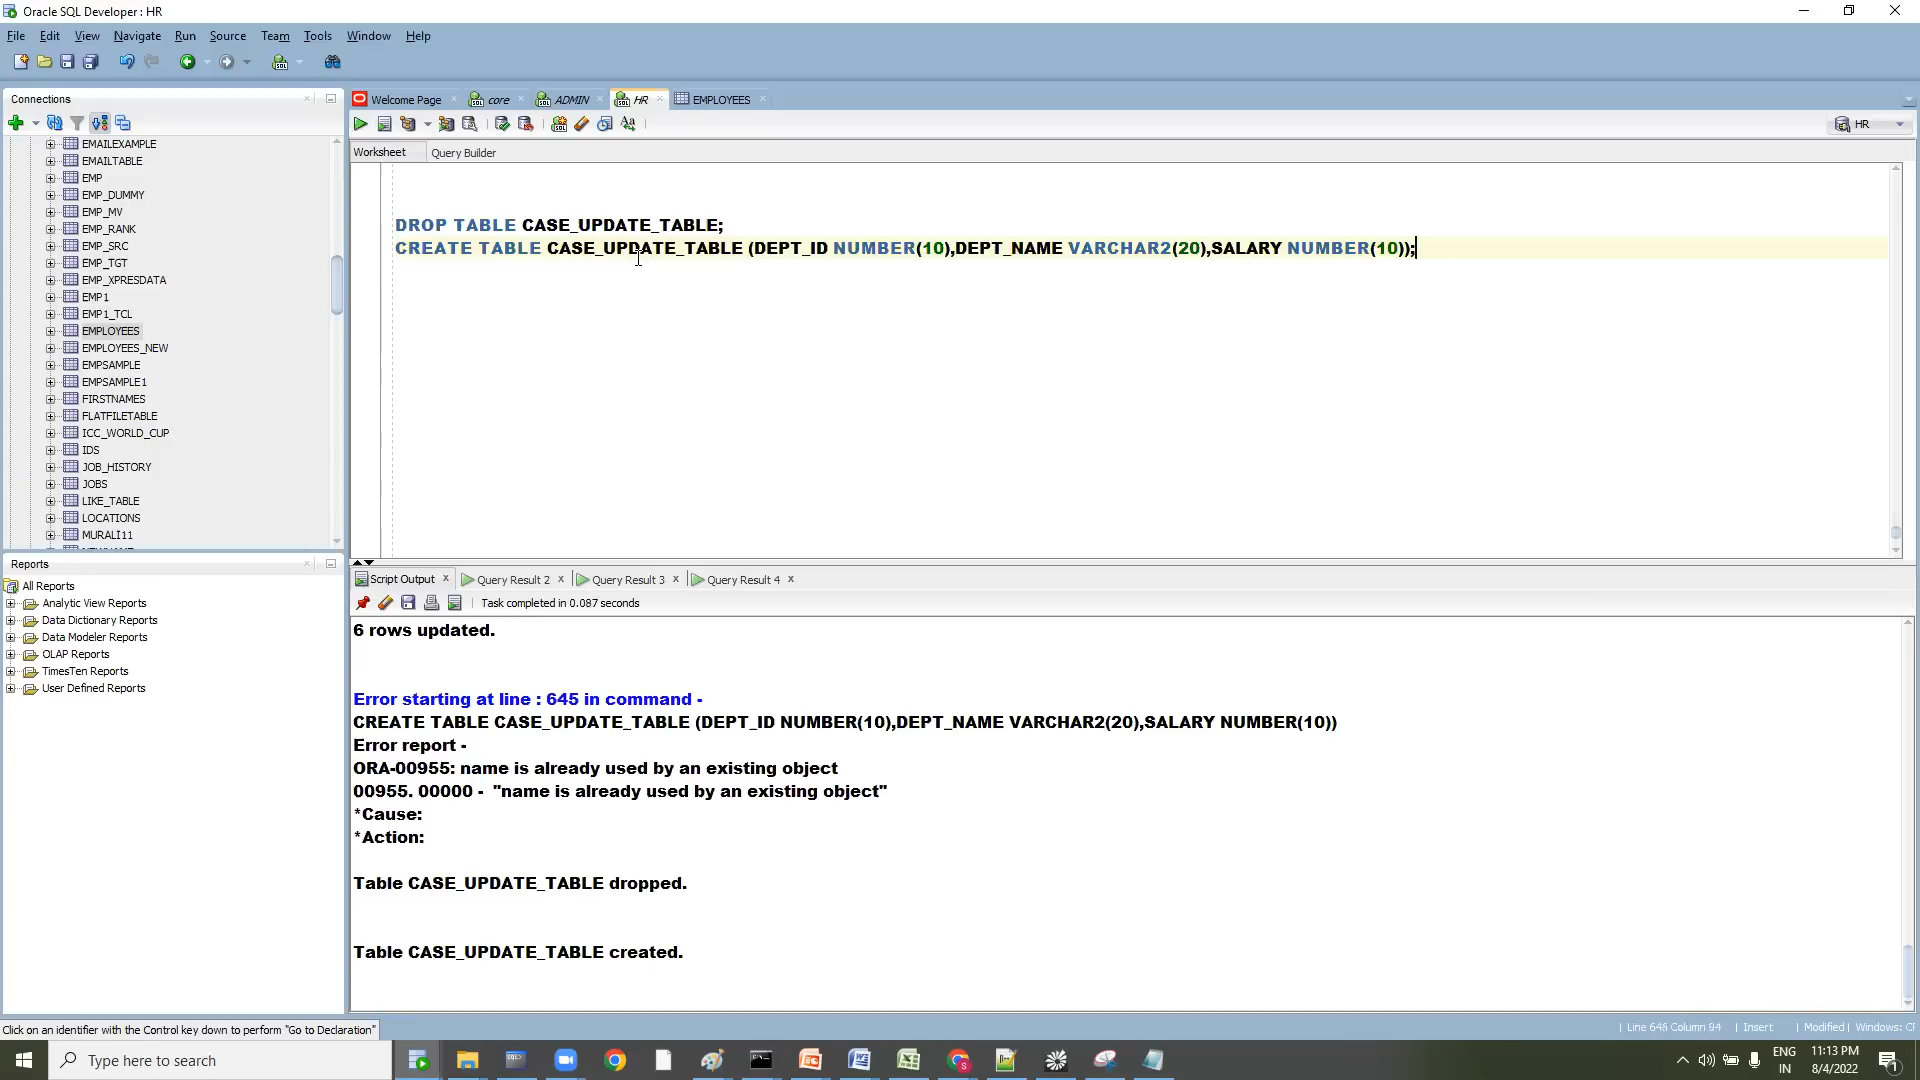 Oracle SQL Developer : HR
File Edit View Navigate Run Source Team Tools Window Help
Connections
Welcome Page
core
ADMIN
HR
EMPLOYEES
HR
Worksheet
Query Builder
EMAILEXAMPLE
EMAILTABLE
EMP
EMP_DUMMY
EMP_MV
EMP_RANK
EMP_SRC
EMP_TGT
EMP_XPRESDATA
EMP1
EMP1_TCL
EMPLOYEES
EMPLOYEES_NEW
EMPSAMPLE
EMPSAMPLE1
FIRSTNAMES
FLATFILETABLE
ICC_WORLD_CUP
IDS
JOB_HISTORY
JOBS
LIKE_TABLE
LOCATIONS
MURALI11
DROP TABLE CASE_UPDATE_TABLE;
CREATE TABLE CASE_UPDATE_TABLE (DEPT_ID NUMBER(10),DEPT_NAME VARCHAR2(20),SALARY NUMBER(10));
Reports
All Reports
Analytic View Reports
Data Dictionary Reports
Data Modeler Reports
OLAP Reports
TimesTen Reports
User Defined Reports
Script Output
Query Result 2
Query Result 3
Query Result 4
Task completed in 0.087 seconds
6 rows updated.
Error starting at line : 645 in command -
CREATE TABLE CASE_UPDATE_TABLE (DEPT_ID NUMBER(10),DEPT_NAME VARCHAR2(20),SALARY NUMBER(10))
Error report -
ORA-00955: name is already used by an existing object
00955. 00000 - "name is already used by an existing object"
*Cause:
*Action:
Table CASE_UPDATE_TABLE dropped.
Table CASE_UPDATE_TABLE created.
Click on an identifier with the Control key down to perform "Go to Declaration"
Line 646 Column 94 Insert Modified Windows:
Type here to search
ENG
IN
11:13 PM
8/4/2022